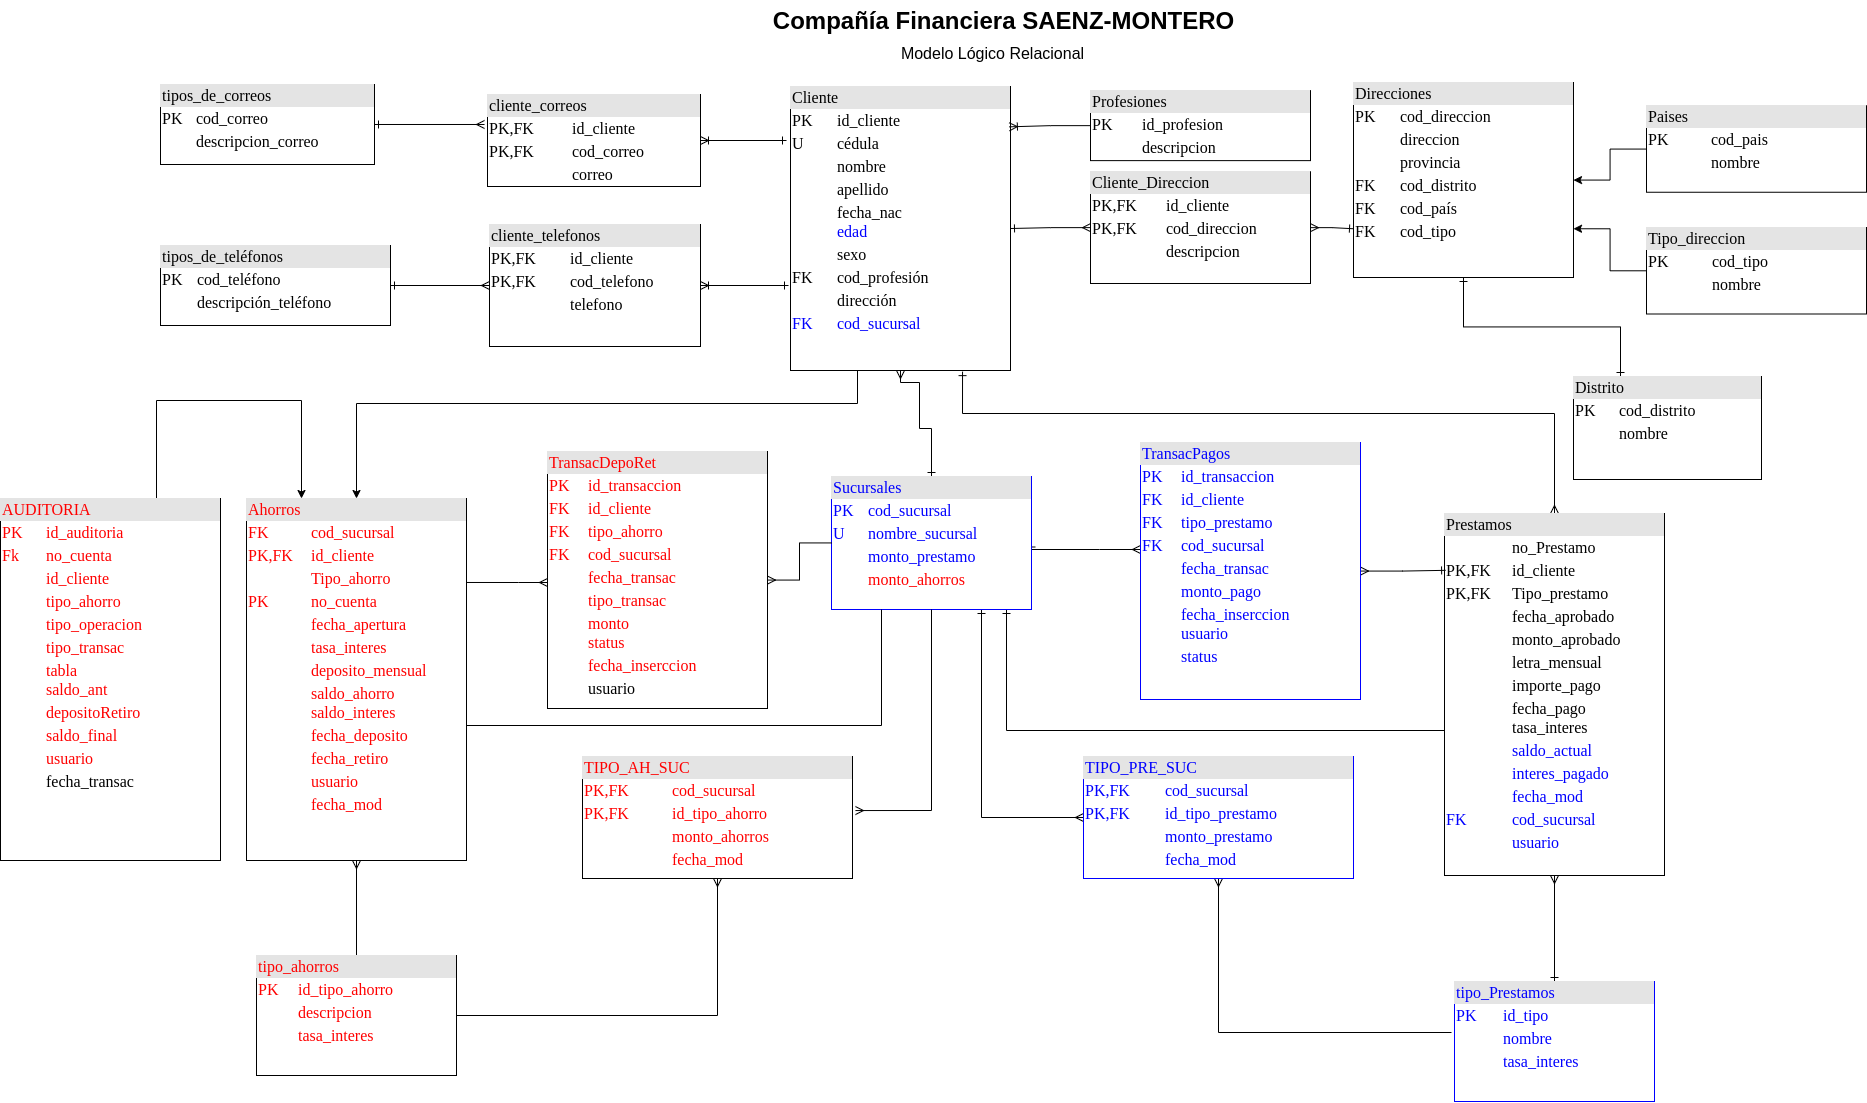 Compañía Financiera SAENZ-MONTERO
Modelo Lógico Relacional
tipos_de_correos
PK cod_correo
descripcion_correo
cliente_correos
PK,FK id_cliente
PK,FK cod_correo
correo
Cliente
PK id_cliente
U cédula
nombre
apellido
fecha_nac
edad
sexo
FK cod_profesión
dirección
FK cod_sucursal
Profesiones
PK id_profesion
descripcion
Direcciones
PK cod_direccion
direccion
provincia
FK cod_distrito
FK cod_país
FK cod_tipo
Paises
PK cod_pais
nombre
tipos_de_teléfonos
PK cod_teléfono
descripción_teléfono
cliente_telefonos
PK,FK id_cliente
PK,FK cod_telefono
telefono
Cliente_Direccion
PK,FK id_cliente
PK,FK cod_direccion
descripcion
Tipo_direccion
PK cod_tipo
nombre
Distrito
PK cod_distrito
nombre
AUDITORIA
PK id_auditoria
Fk no_cuenta
id_cliente
tipo_ahorro
tipo_operacion
tipo_transac
tabla
saldo_ant
depositoRetiro
saldo_final
usuario
fecha_transac
Ahorros
FK cod_sucursal
PK,FK id_cliente
Tipo_ahorro
PK no_cuenta
fecha_apertura
tasa_interes
deposito_mensual
saldo_ahorro
saldo_interes
fecha_deposito
fecha_retiro
usuario
fecha_mod
TransacDepoRet
PK id_transaccion
FK id_cliente
FK tipo_ahorro
FK cod_sucursal
fecha_transac
tipo_transac
monto
status
fecha_inserccion
usuario
Sucursales
PK cod_sucursal
U nombre_sucursal
monto_prestamo
monto_ahorros
TransacPagos
PK id_transaccion
FK id_cliente
FK tipo_prestamo
FK cod_sucursal
fecha_transac
monto_pago
fecha_inserccion
usuario
status
Prestamos
no_Prestamo
PK,FK id_cliente
PK,FK Tipo_prestamo
fecha_aprobado
monto_aprobado
letra_mensual
importe_pago
fecha_pago
tasa_interes
saldo_actual
interes_pagado
fecha_mod
FK cod_sucursal
usuario
TIPO_AH_SUC
PK,FK cod_sucursal
PK,FK id_tipo_ahorro
monto_ahorros
fecha_mod
TIPO_PRE_SUC
PK,FK cod_sucursal
PK,FK id_tipo_prestamo
monto_prestamo
fecha_mod
tipo_ahorros
PK id_tipo_ahorro
descripcion
tasa_interes
tipo_Prestamos
PK id_tipo
nombre
tasa_interes